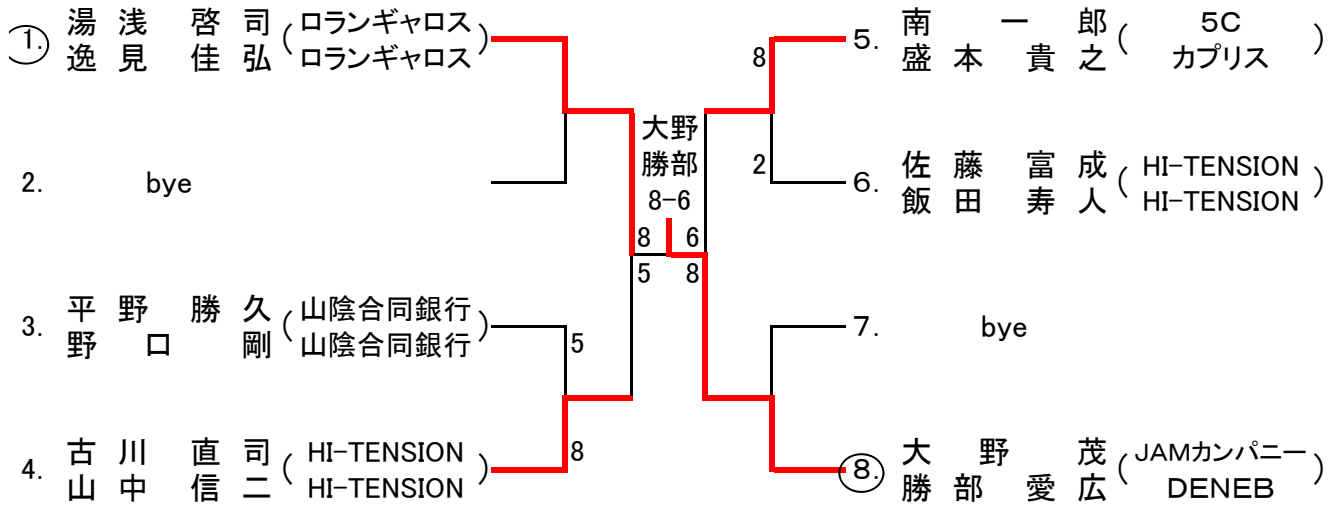 1. 湯浅 啓司 (ロランギャロス)
逸見 佳弘 (ロランギャロス)
2. bye
3. 平野 勝久 (山陰合同銀行)
野口 剛 (山陰合同銀行)
5
4. 古川 直司 (HI-TENSION)
山中 信二 (HI-TENSION)
8
大野
勝部
8-6
8 6
5 8
5. 南 一郎 (5C)
盛本 貴之 (カプリス)
8
6. 佐藤 富成 (HI-TENSION)
飯田 寿人 (HI-TENSION)
2
7. bye
8. 大野 茂 (JAMカンパニー)
勝部 愛広 (DENEB)